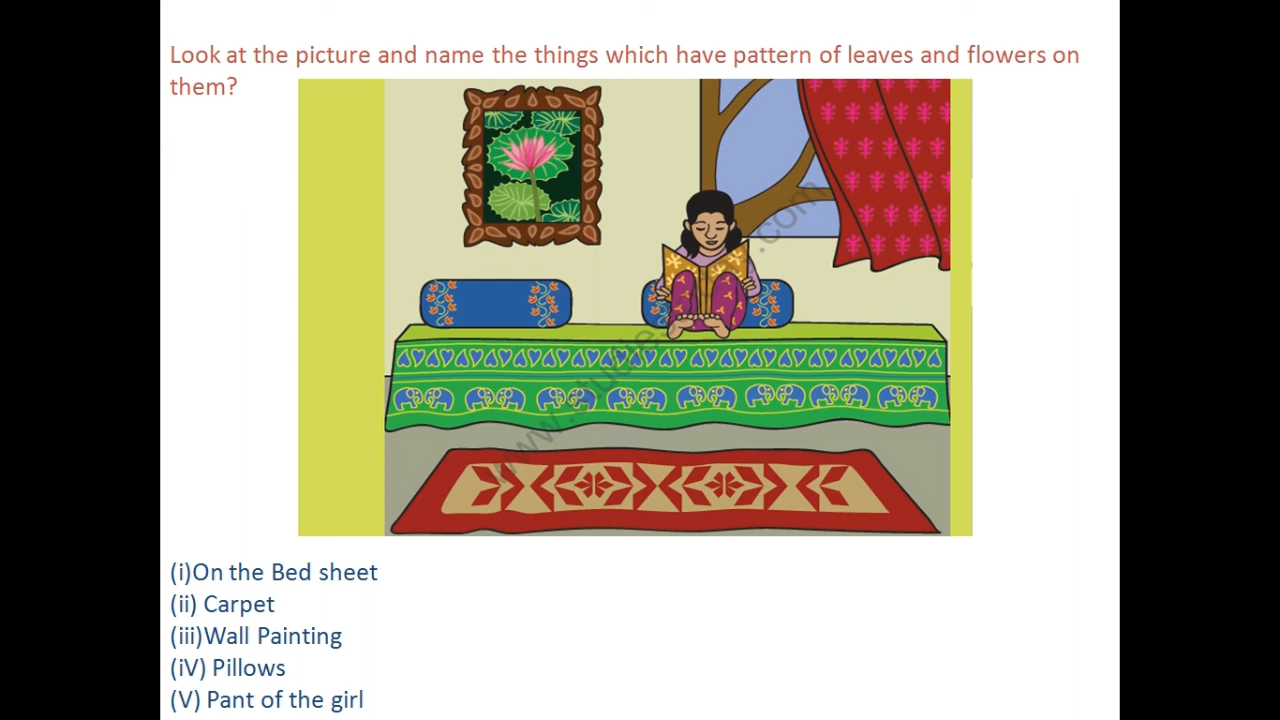 Look at the picture and name the things which have pattern of leaves and flowers on
them?
(i)On the Bed sheet
(ii) Carpet
(iii)Wall Painting
(iV) Pillows
(V) Pant of the girl